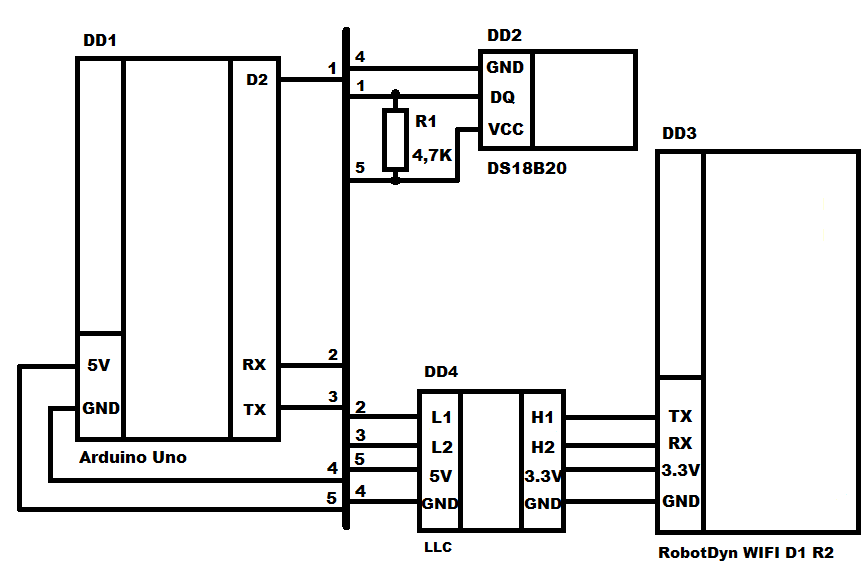 DD1
D2
1
4
1
5
DD2
GND
DQ
VCC
DS18B20
R1
4,7K
DD3
5V
GND
RX
TX
2
3
Arduino Uno
4
5
DD4
2
3
5
4
L1
L2
5V
GND
H1
H2
3.3V
GND
LLC
TX
RX
3.3V
GND
RobotDyn WIFI D1 R2